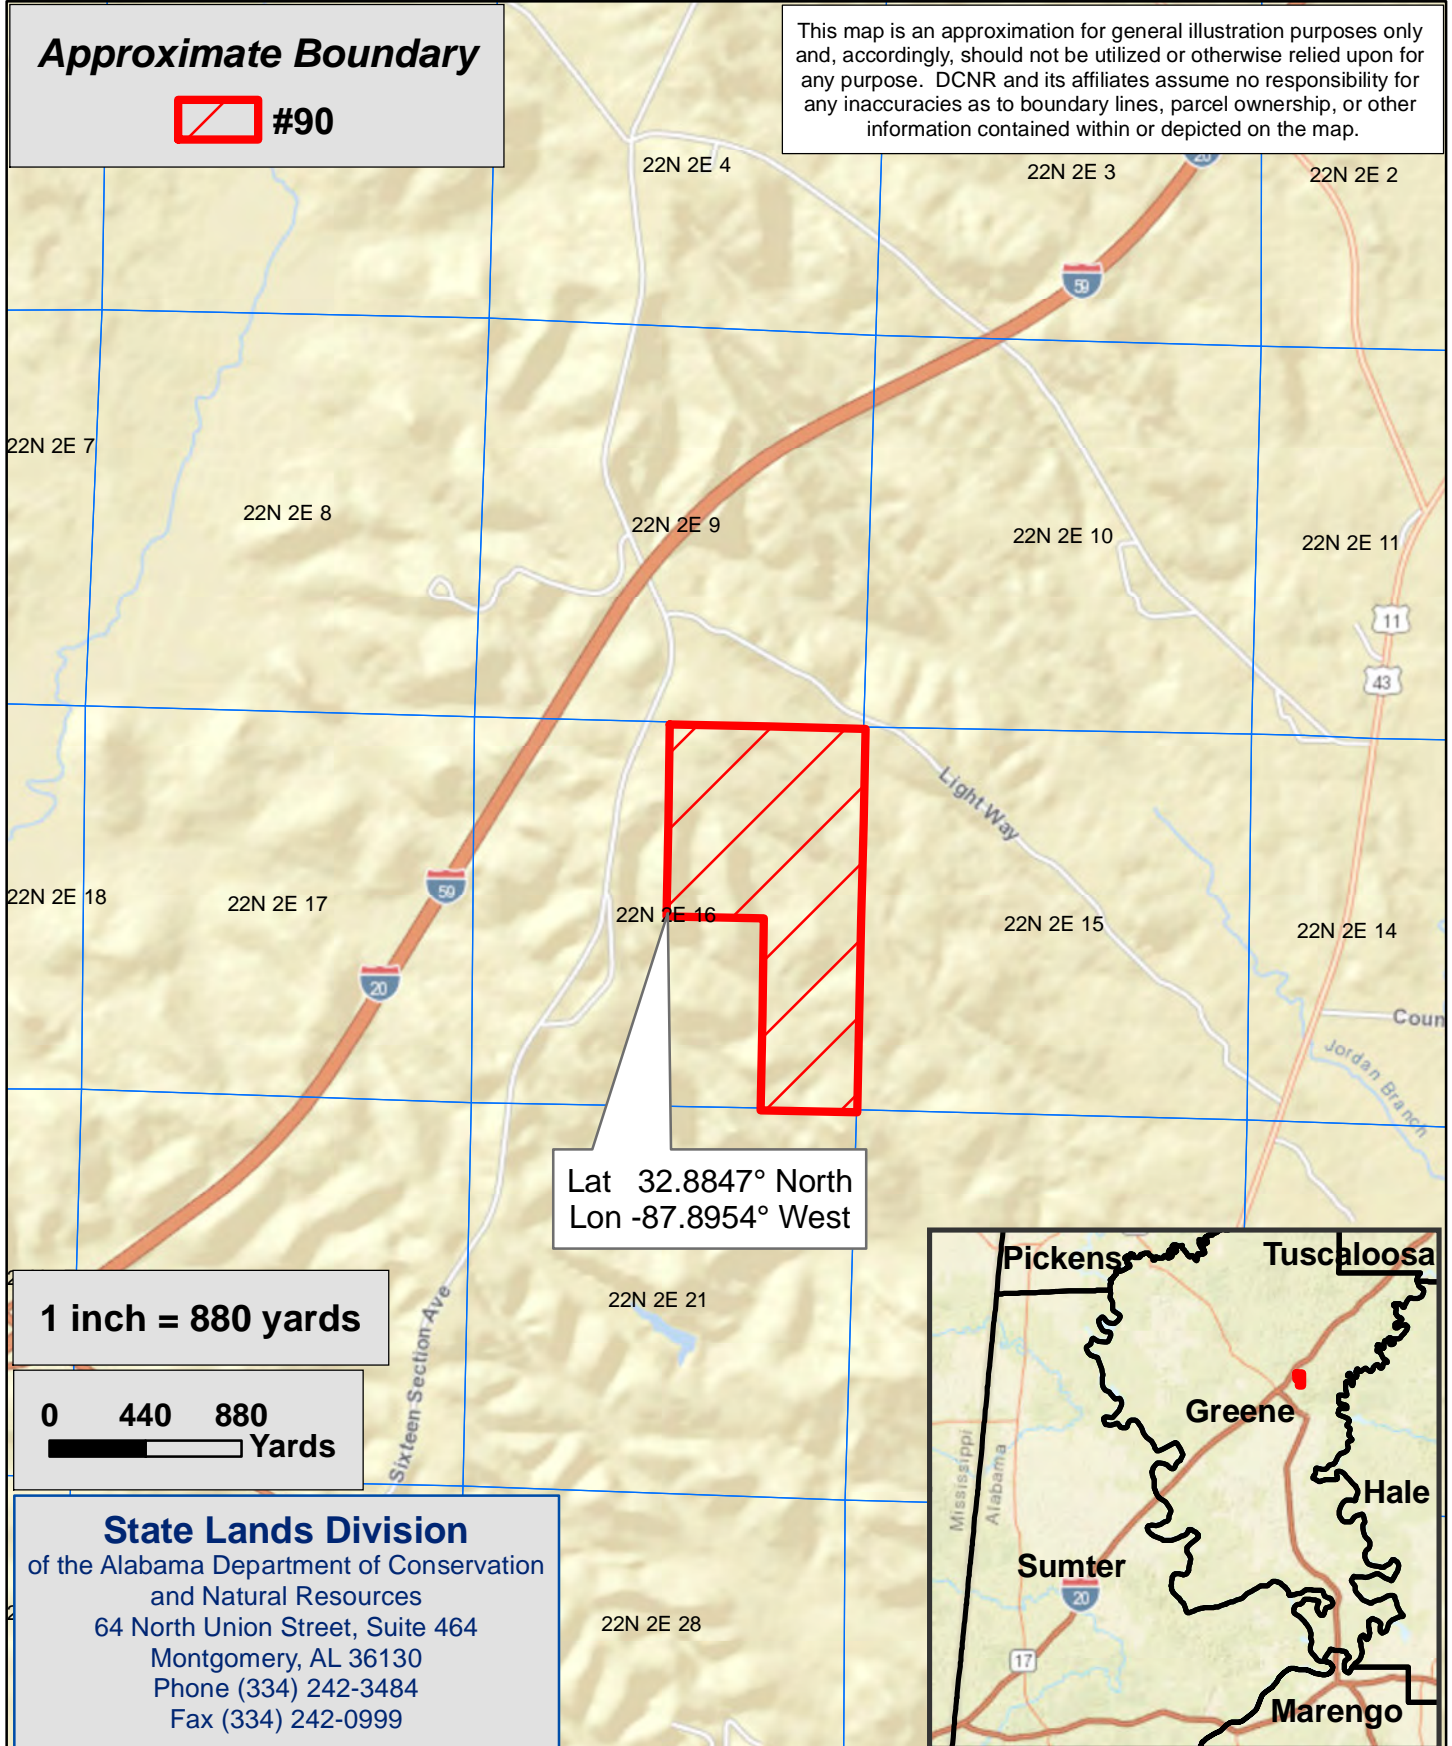 Approximate Boundary
#90
This map is an approximation for general illustration purposes only
and, accordingly, should not be utilized or otherwise relied upon for
any purpose. DCNR and its affiliates assume no responsibility for
any inaccuracies as to boundary lines, parcel ownership, or other
information contained within or depicted on the map.
22N 2E 4
22N 2E 3
22N 2E 2
20
59
22N 2E 7
22N 2E 8
22N 2E 9
22N 2E 10
22N 2E 11
11
43
Light Way
22N 2E 18
22N 2E 17
59
22N 2E 16
22N 2E 15
22N 2E 14
20
Coun
Jordan Branch
Lat 32.8847° North
Lon -87.8954° West
22N 2E 21
Sixteen Section Ave
1 inch = 880 yards
0 440 880
Yards
State Lands Division
of the Alabama Department of Conservation
and Natural Resources
64 North Union Street, Suite 464
Montgomery, AL 36130
Phone (334) 242-3484
Fax (334) 242-0999
22N 2E 28
Pickens
Tuscaloosa
Greene
Mississippi
Alabama
Hale
Sumter
20
17
Marengo